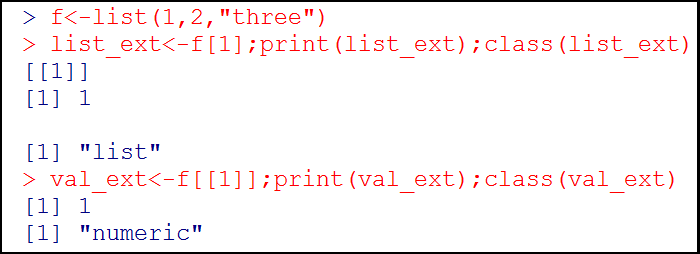 > f<-list(1,2,"three")
> list_ext<-f[1];print(list_ext);class(list_ext)
[[1]]
[1] 1
[1] "list"
> val_ext<-f[[1]];print(val_ext);class(val_ext)
[1] 1
[1] "numeric"